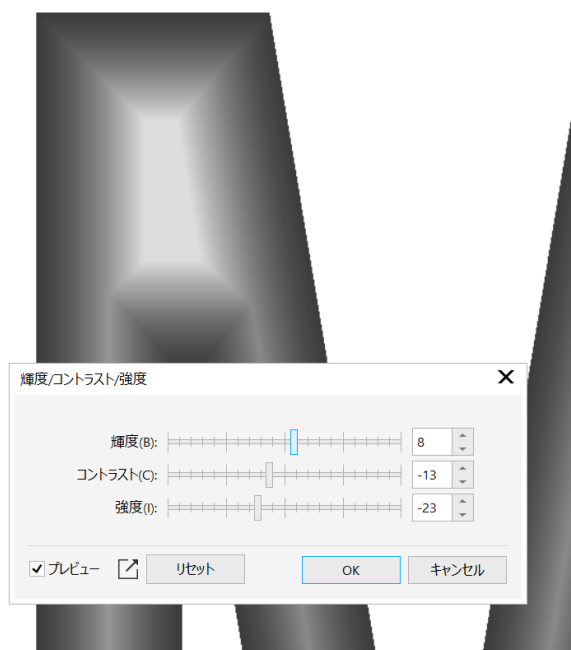 輝度/コントラスト/強度
輝度(B): 8
コントラスト(C): -13
強度(I): -23
プレビュー リセット OK キャンセル